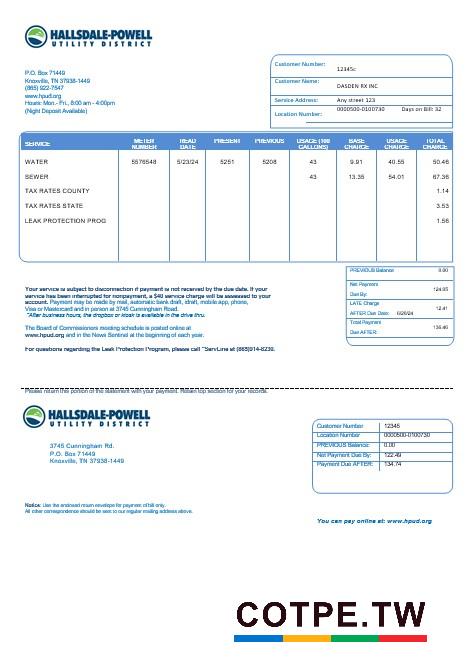 HALLSDALE-POWELL
UTILITY DISTRICT
P.O. Box 71449
Knoxville, TN 37938-1449
(865) 922-7547
www.hpud.org
Hours: Mon.- Fri., 8:00 am - 4:00pm
(Night Deposit Available)
Customer Number: 12345c
Customer Name: DASDEN RX INC
Service Address: Any street 123
Location Number: 0000500-0100730 Days on Bill: 32
SERVICE METER NUMBER READ DATE PRESENT PREVIOUS USAGE (100 GALLONS) BASE CHARGE USAGE CHARGE TOTAL CHARGE
WATER 5576548 5/23/24 5251 5208 43 9.91 40.55 50.46
SEWER 43 13.35 54.01 67.36
TAX RATES COUNTY 1.14
TAX RATES STATE 3.53
LEAK PROTECTION PROG 1.56
PREVIOUS Balance 0.00
Net Payment Due By:
LATE Charge AFTER Due Date: 12.41
Total Payment Due AFTER:
Your service is subject to disconnection if payment is not received by the due date. If your
service has been interrupted for nonpayment, a $40 service charge will be assessed to your
account. Payment may be made by mail, automatic bank draft, draft, mobile app, phone,
Visa or Mastercard and in person at 3745 Cunningham Road.
*After business hours, the dropbox or kiosk is available in the drive thru.
The Board of Commissioners meeting schedule is posted online at
www.hpud.org and in the News Sentinel at the beginning of each year.
For questions regarding the Leak Protection Program, please call
Please return this portion of the statement with your payment. Retain top section for your records.
HALLSDALE-POWELL
UTILITY DISTRICT
3745 Cunningham Rd.
P.O. Box 71449
Knoxville, TN 37938-1449
Customer Number 12345
Location Number 0000500-0100730
PREVIOUS Balance: 0.00
Net Payment Due By: 122.49
Payment Due AFTER: 134.74
Notice: Use the enclosed return envelope for payment of bill only.
All other correspondence should be sent to our regular mailing address above.
You can pay online at: www.hpud.org
COTPE.TW